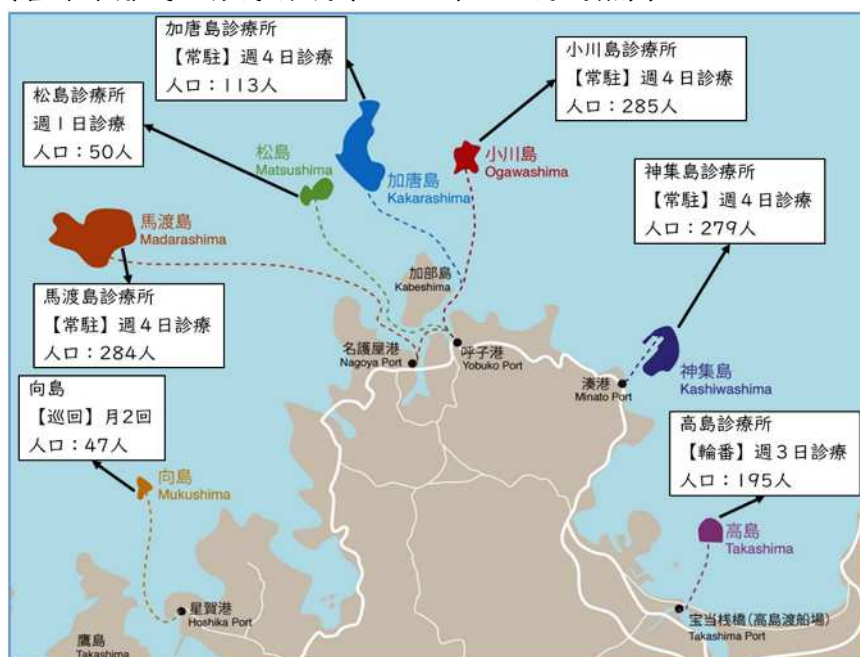 加唐島診療所
【常駐】週４日診療
人口：113人
小川島診療所
【常駐】週４日診療
人口：285人
松島診療所
週１日診療
人口：50人
神集島診療所
【常駐】週４日診療
人口：279人
松島
Matsushima
加唐島
Kakarashima
小川島
Ogawashima
馬渡島
Madarashima
加部島
Kabeshima
馬渡島診療所
【常駐】週４日診療
人口：284人
名護屋港
Nagoya Port
呼子港
Yobuko Port
湊港
Minato Port
神集島
Kashiwashima
向島
【巡回】月2回
人口：47人
高島診療所
【輪番】週３日診療
人口：195人
向島
Mukushima
高島
Takashima
星賀港
Hoshika Port
宝当桟橋(高島渡船場)
Takashima Port
鷹島
Takashima